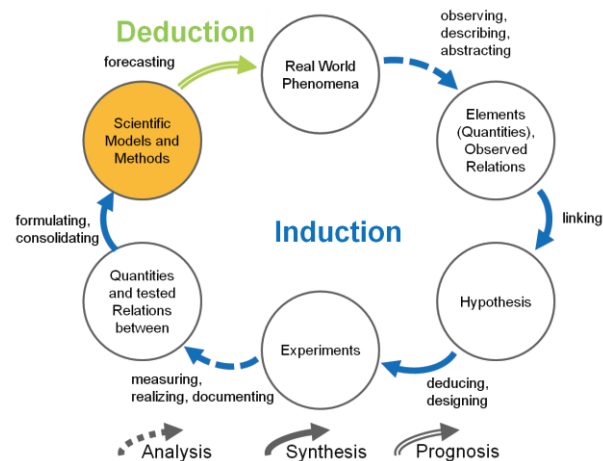 Deduction
forecasting
Real World
Phenomena
observing,
describing,
abstracting
Elements
(Quantities),
Observed
Relations
linking
Hypothesis
deducing,
designing
Experiments
measuring,
realizing, documenting
Quantities
and tested
Relations
between
formulating,
consolidating
Scientific
Models and
Methods
Induction
Analysis
Synthesis
Prognosis